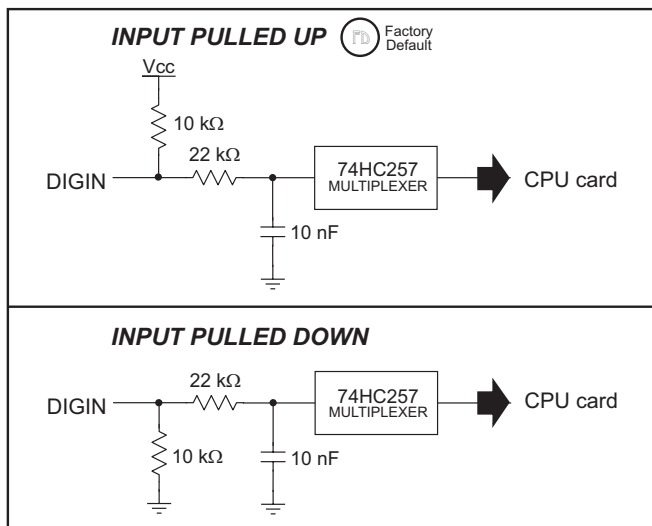 INPUT PULLED UP
FD
Factory
Default
Vcc
10 kΩ
22 kΩ
DIGIN
74HC257
MULTIPLEXER
CPU card
10 nF
INPUT PULLED DOWN
22 kΩ
DIGIN
74HC257
MULTIPLEXER
CPU card
10 kΩ
10 nF